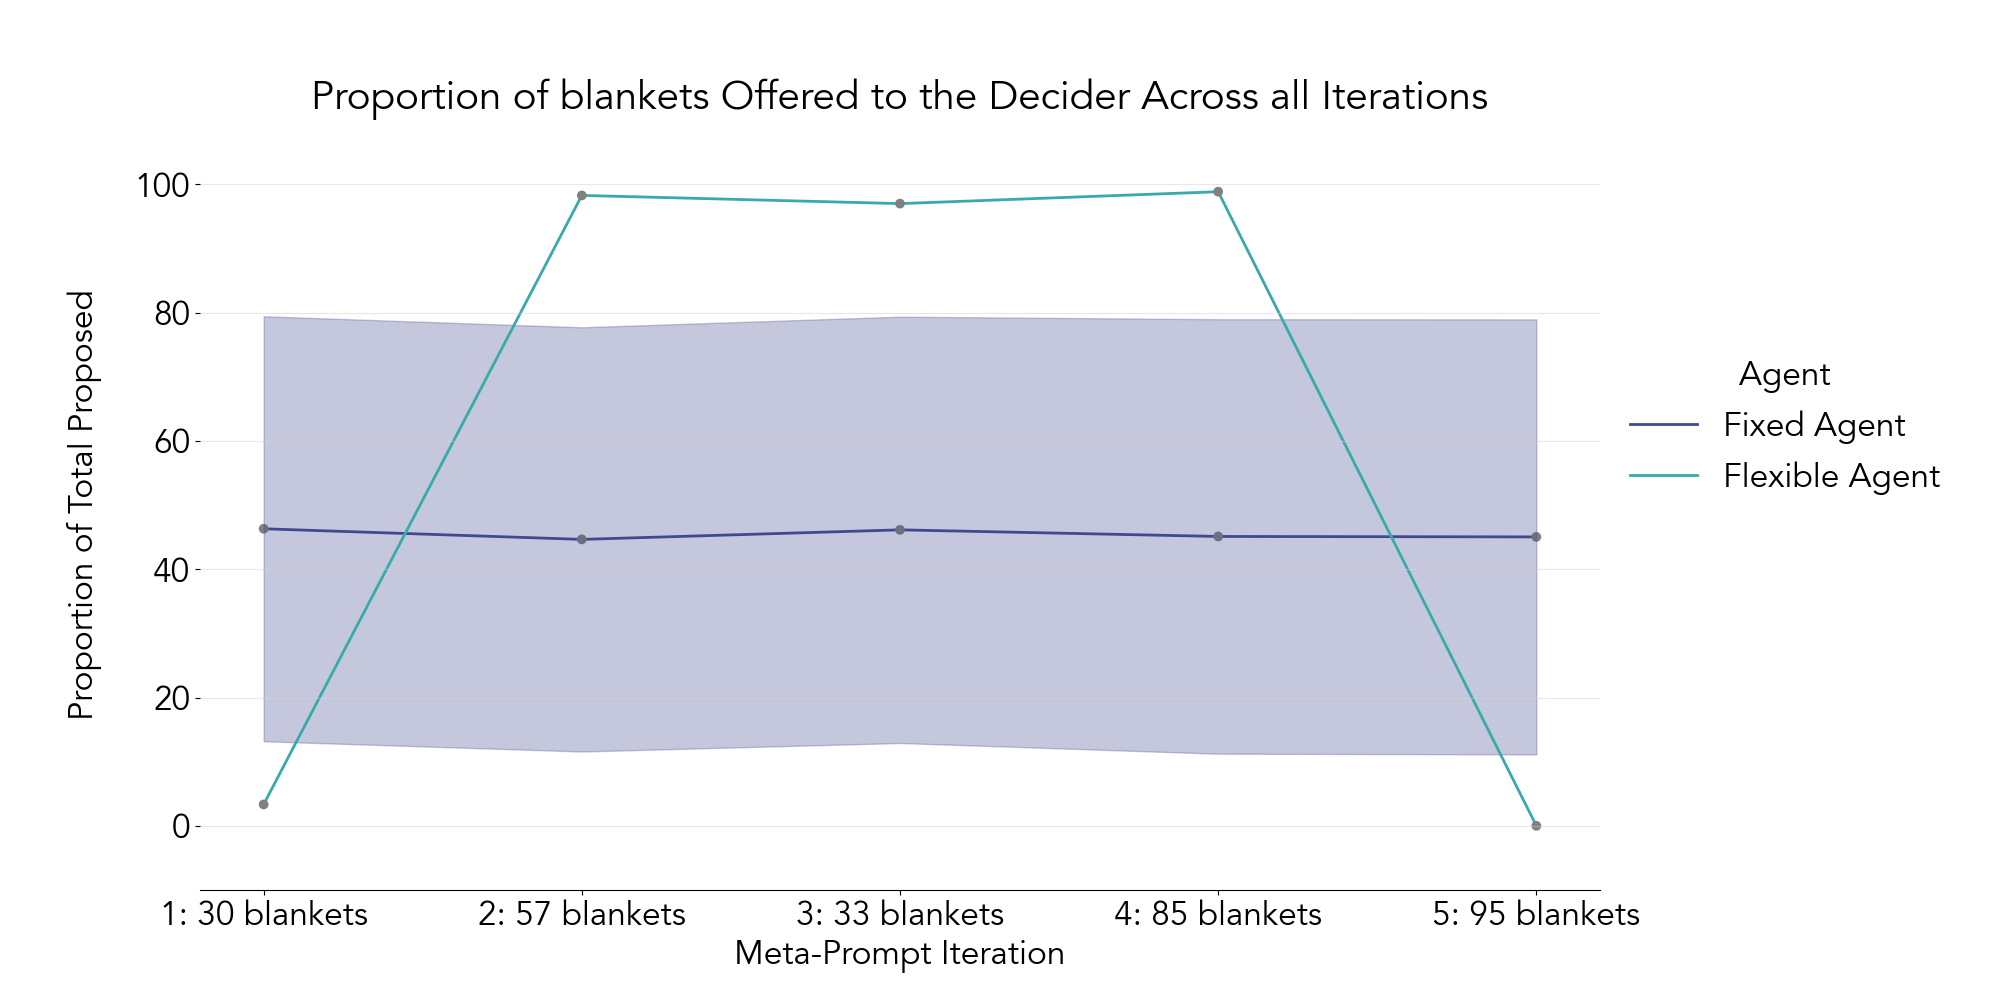 Proportion of blankets Offered to the Decider Across all Iterations
100
80
60
40
20
0
Proportion of Total Proposed
1: 30 blankets
2: 57 blankets
3: 33 blankets
4: 85 blankets
5: 95 blankets
Meta-Prompt Iteration
Agent
Fixed Agent
Flexible Agent